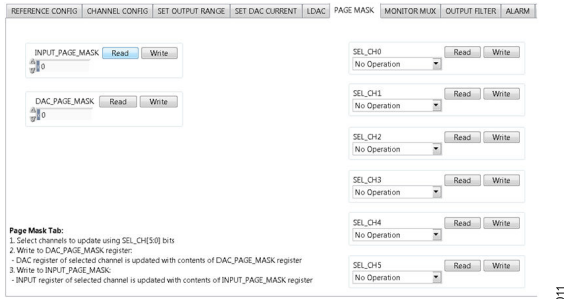 REFERENCE CONFIG CHANNEL CONFIG SET OUTPUT RANGE SET DAC CURRENT LDAC PAGE MASK MONITOR MUX OUTPUT FILTER ALARM
INPUT_PAGE_MASK Read Write
0
DAC_PAGE_MASK Read Write
0
SEL_CH0 Read Write
No Operation
SEL_CH1 Read Write
No Operation
SEL_CH2 Read Write
No Operation
SEL_CH3 Read Write
No Operation
SEL_CH4 Read Write
No Operation
SEL_CH5 Read Write
No Operation
Page Mask Tab:
1. Select channels to update using SEL_CH[5:0] bits
2. Write to DAC_PAGE_MASK register:
- DAC register of selected channel is updated with contents of DAC_PAGE_MASK register
3. Write to INPUT_PAGE_MASK:
- INPUT register of selected channel is updated with contents of INPUT_PAGE_MASK register